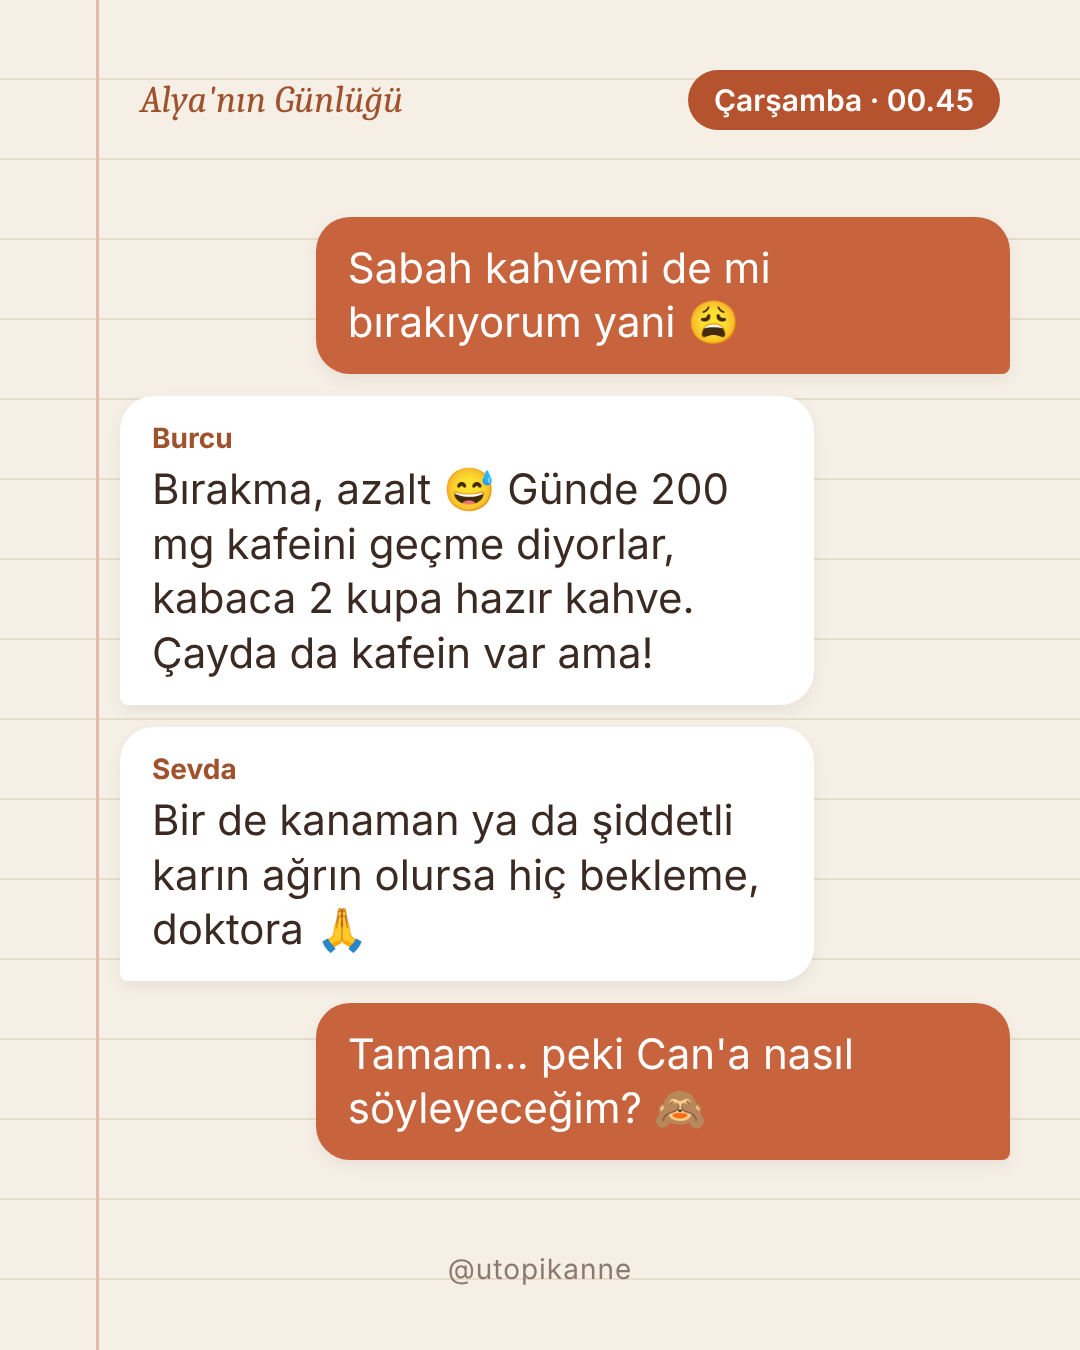 Alya'nın Günlüğü
Çarşamba · 00.45
Sabah kahvemi de mi
bırakıyorum yani 😩
Burcu
Bırakma, azalt 😅 Günde 200
mg kafeini geçme diyorlar,
kabaca 2 kupa hazır kahve.
Çayda da kafein var ama!
Sevda
Bir de kanaman ya da şiddetli
karın ağrın olursa hiç bekleme,
doktora 🙏
Tamam... peki Can'a nasıl
söyleyeceğim? 🙈
@utopikanne